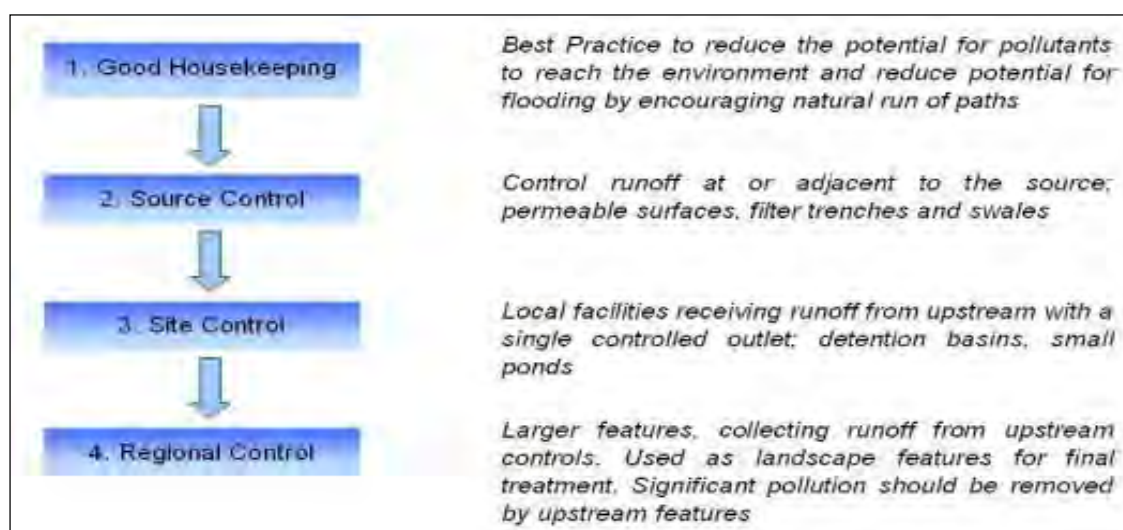 1. Good Housekeeping
Best Practice to reduce the potential for pollutants
to reach the environment and reduce potential for
flooding by encouraging natural run of paths
2. Source Control
Control runoff at or adjacent to the source;
permeable surfaces, filter trenches and swales
3. Site Control
Local facilities receiving runoff from upstream with a
single controlled outlet; detention basins, small
ponds
4. Regional Control
Larger features, collecting runoff from upstream
controls. Used as landscape features for final
treatment. Significant pollution should be removed
by upstream features